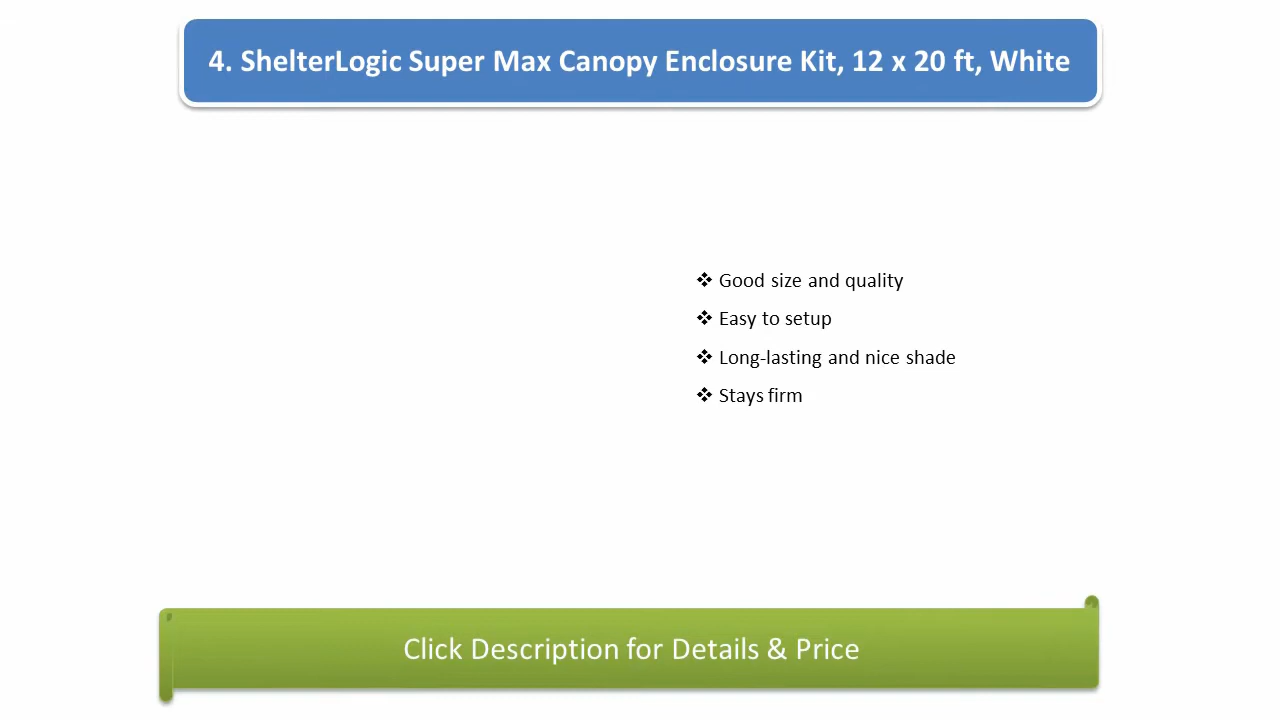 4. ShelterLogic Super Max Canopy Enclosure Kit, 12 x 20 ft, White
❖ Good size and quality
❖ Easy to setup
❖ Long-lasting and nice shade
❖ Stays firm
Click Description for Details & Price